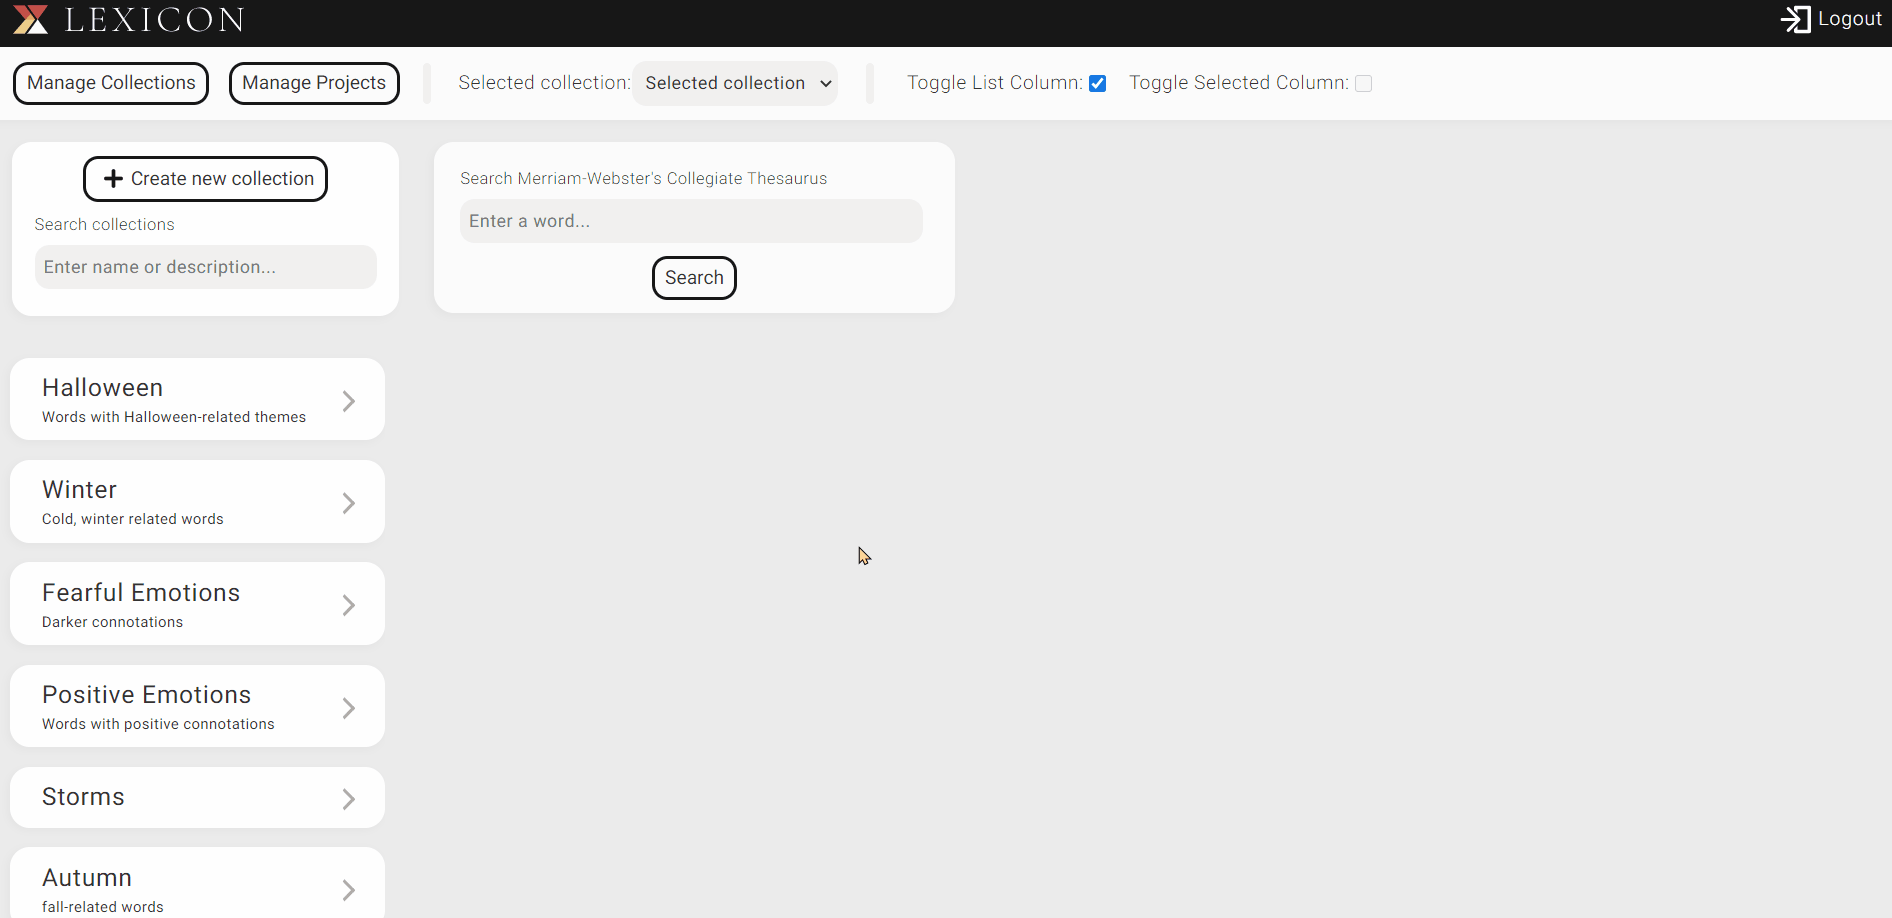 LEXICON
Logout
Manage Collections
Manage Projects
Selected collection:
Selected collection
Toggle List Column:
Toggle Selected Column:
Create new collection
Search collections
Enter name or description...
Search Merriam-Webster's Collegiate Thesaurus
Enter a word...
Search
Halloween
Words with Halloween-related themes
Winter
Cold, winter related words
Fearful Emotions
Darker connotations
Positive Emotions
Words with positive connotations
Storms
Autumn
fall-related words